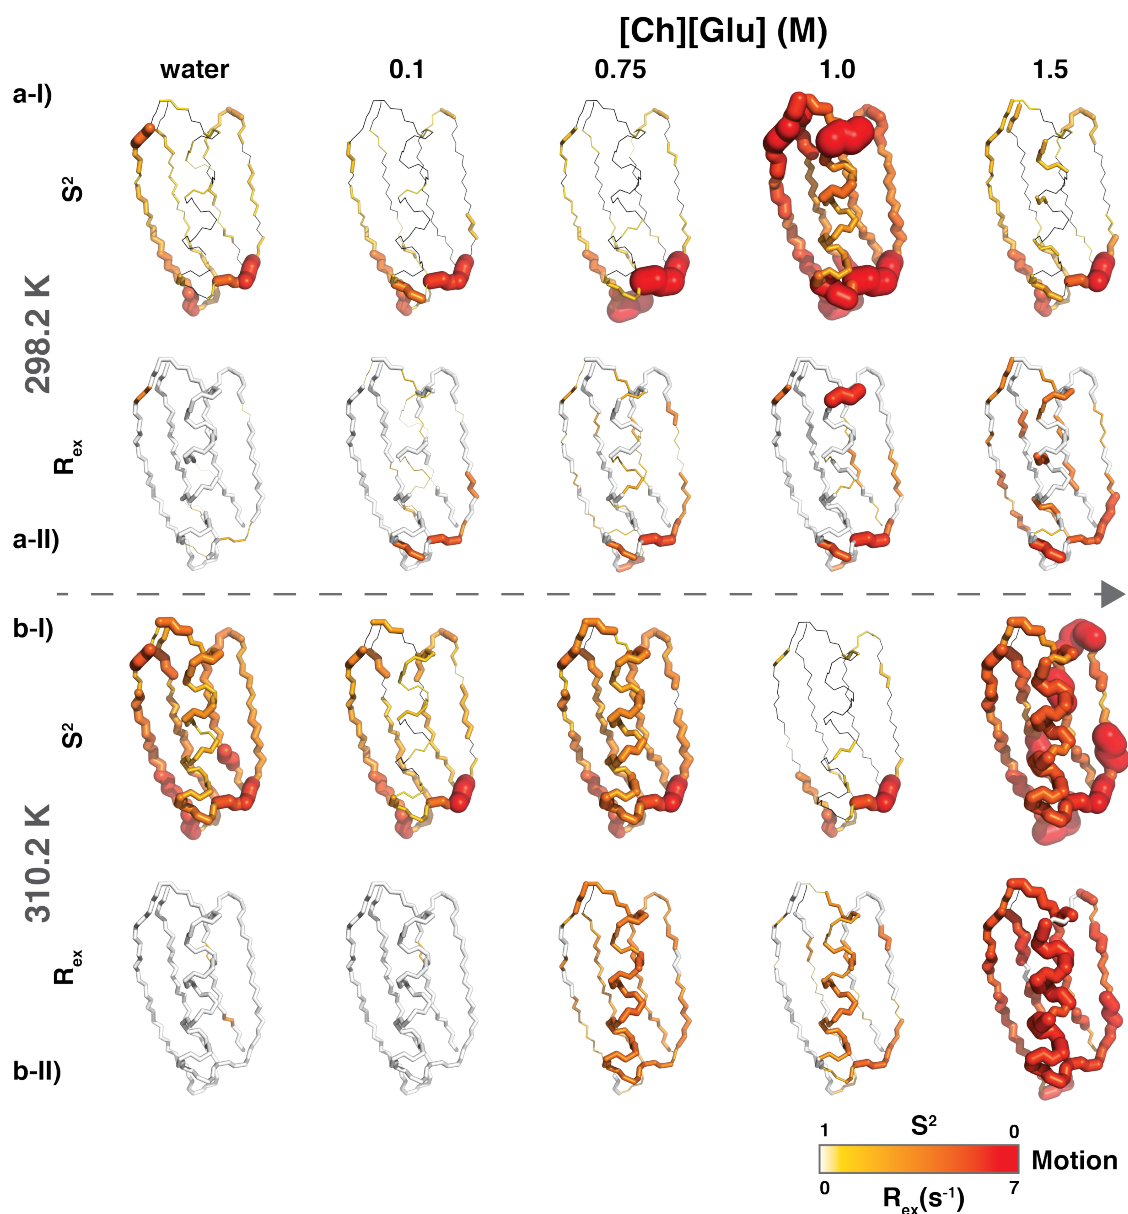 [Ch][Glu] (M)
water 0.1 0.75 1.0 1.5
a-I)
S²
298.2 K
Rex
a-II)
b-I)
S²
310.2 K
Rex
b-II)
S²
1 0
Motion
0 7
Rex(s⁻¹)